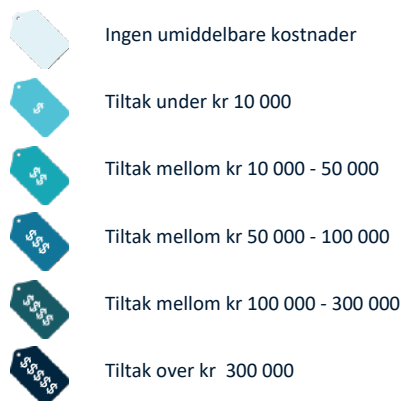 Ingen umiddelbare kostnader
$ Tiltak under kr 10 000
$$ Tiltak mellom kr 10 000 - 50 000
$$$ Tiltak mellom kr 50 000 - 100 000
$$$$ Tiltak mellom kr 100 000 - 300 000
$$$$$ Tiltak over kr  300 000